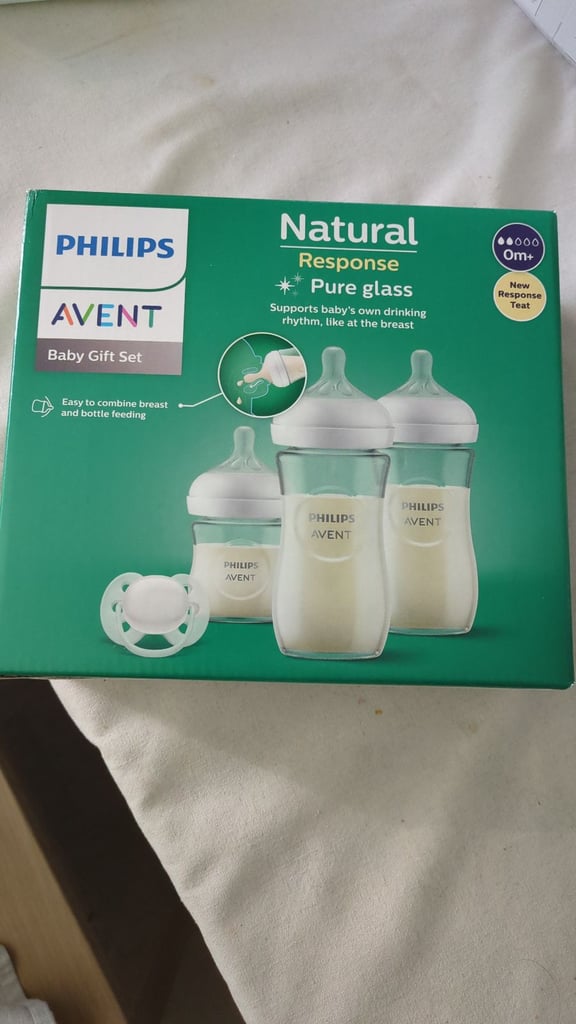 PHILIPS
AVENT
Baby Gift Set
Natural
Response
Pure glass
Supports baby's own drinking
rhythm, like at the breast
0m+
New
Response
Teat
Easy to combine breast
and bottle feeding
PHILIPS
AVENT
PHILIPS
AVENT
PHILIPS
AVENT